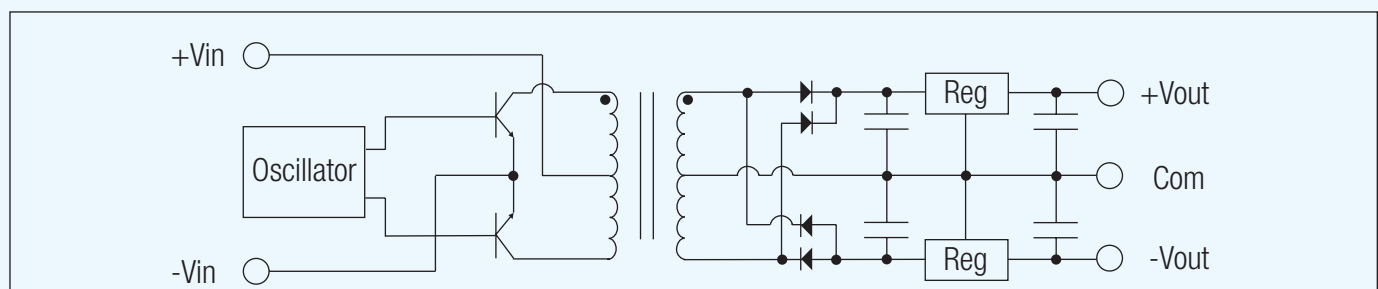 +Vin
Oscillator
-Vin
Reg
+Vout
Com
Reg
-Vout